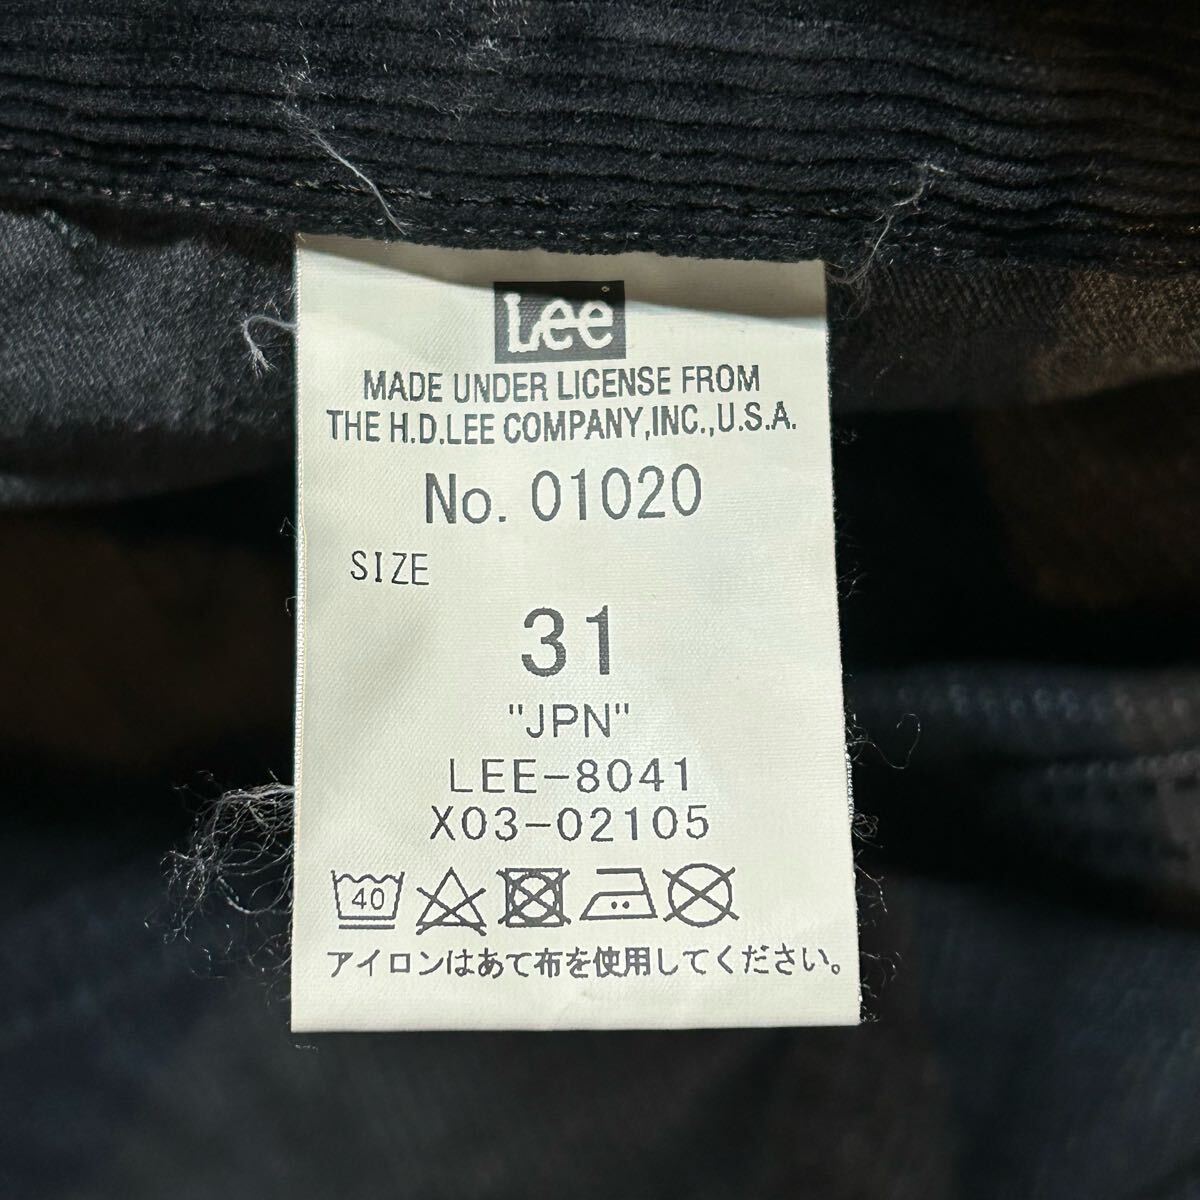 Lee
MADE UNDER LICENSE FROM
THE H.D.LEE COMPANY,INC.,U.S.A.
No. 01020
SIZE
31
"JPN"
LEE-8041
X03-02105
40
アイロンはあて布を使用してください。